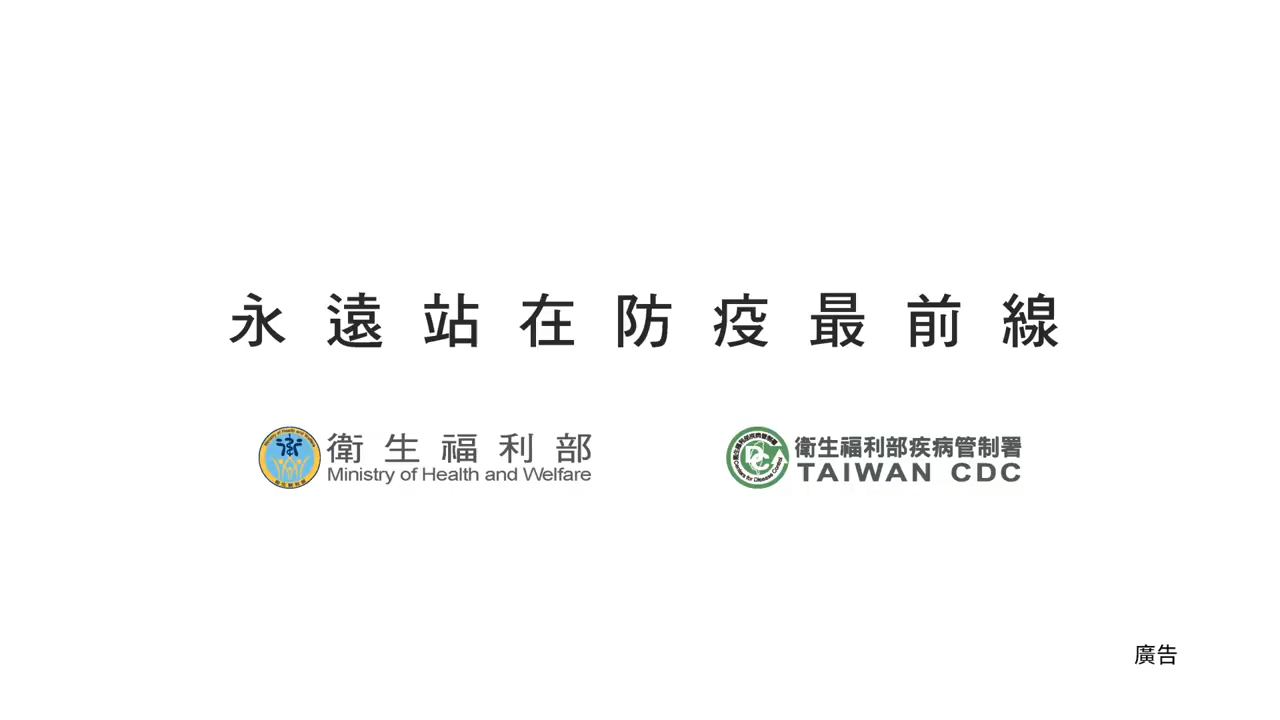 永遠站在防疫最前線
衛生福利部
Ministry of Health and Welfare
衛生福利部疾病管制署
TAIWAN CDC
廣告